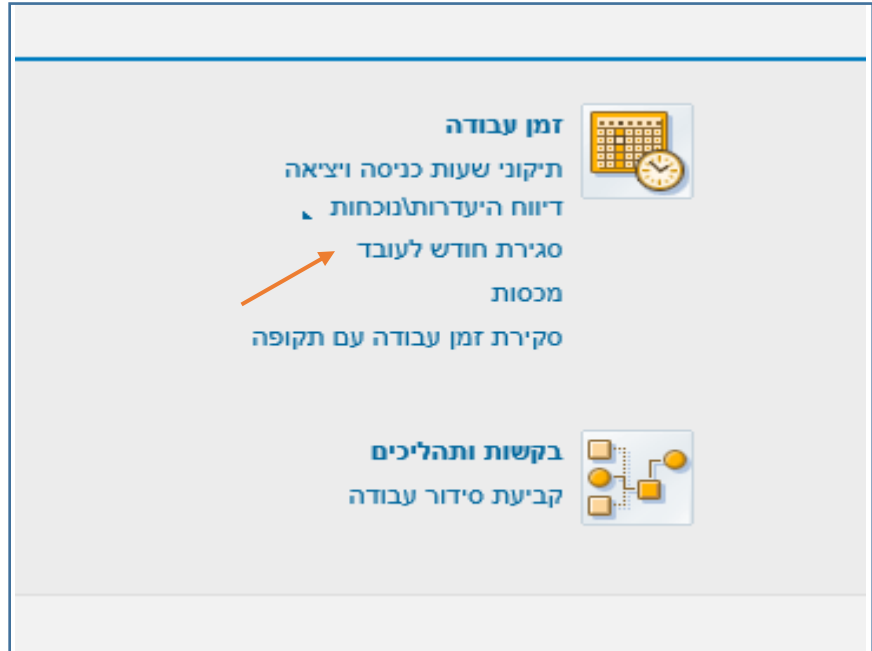 זמן עבודה
תיקוני שעות כניסה ויציאה
דיווח היעדרות\נוכחות
סגירת חודש לעובד
מכסות
סקירת זמן עבודה עם תקופה
בקשות ותהליכים
קביעת סידור עבודה